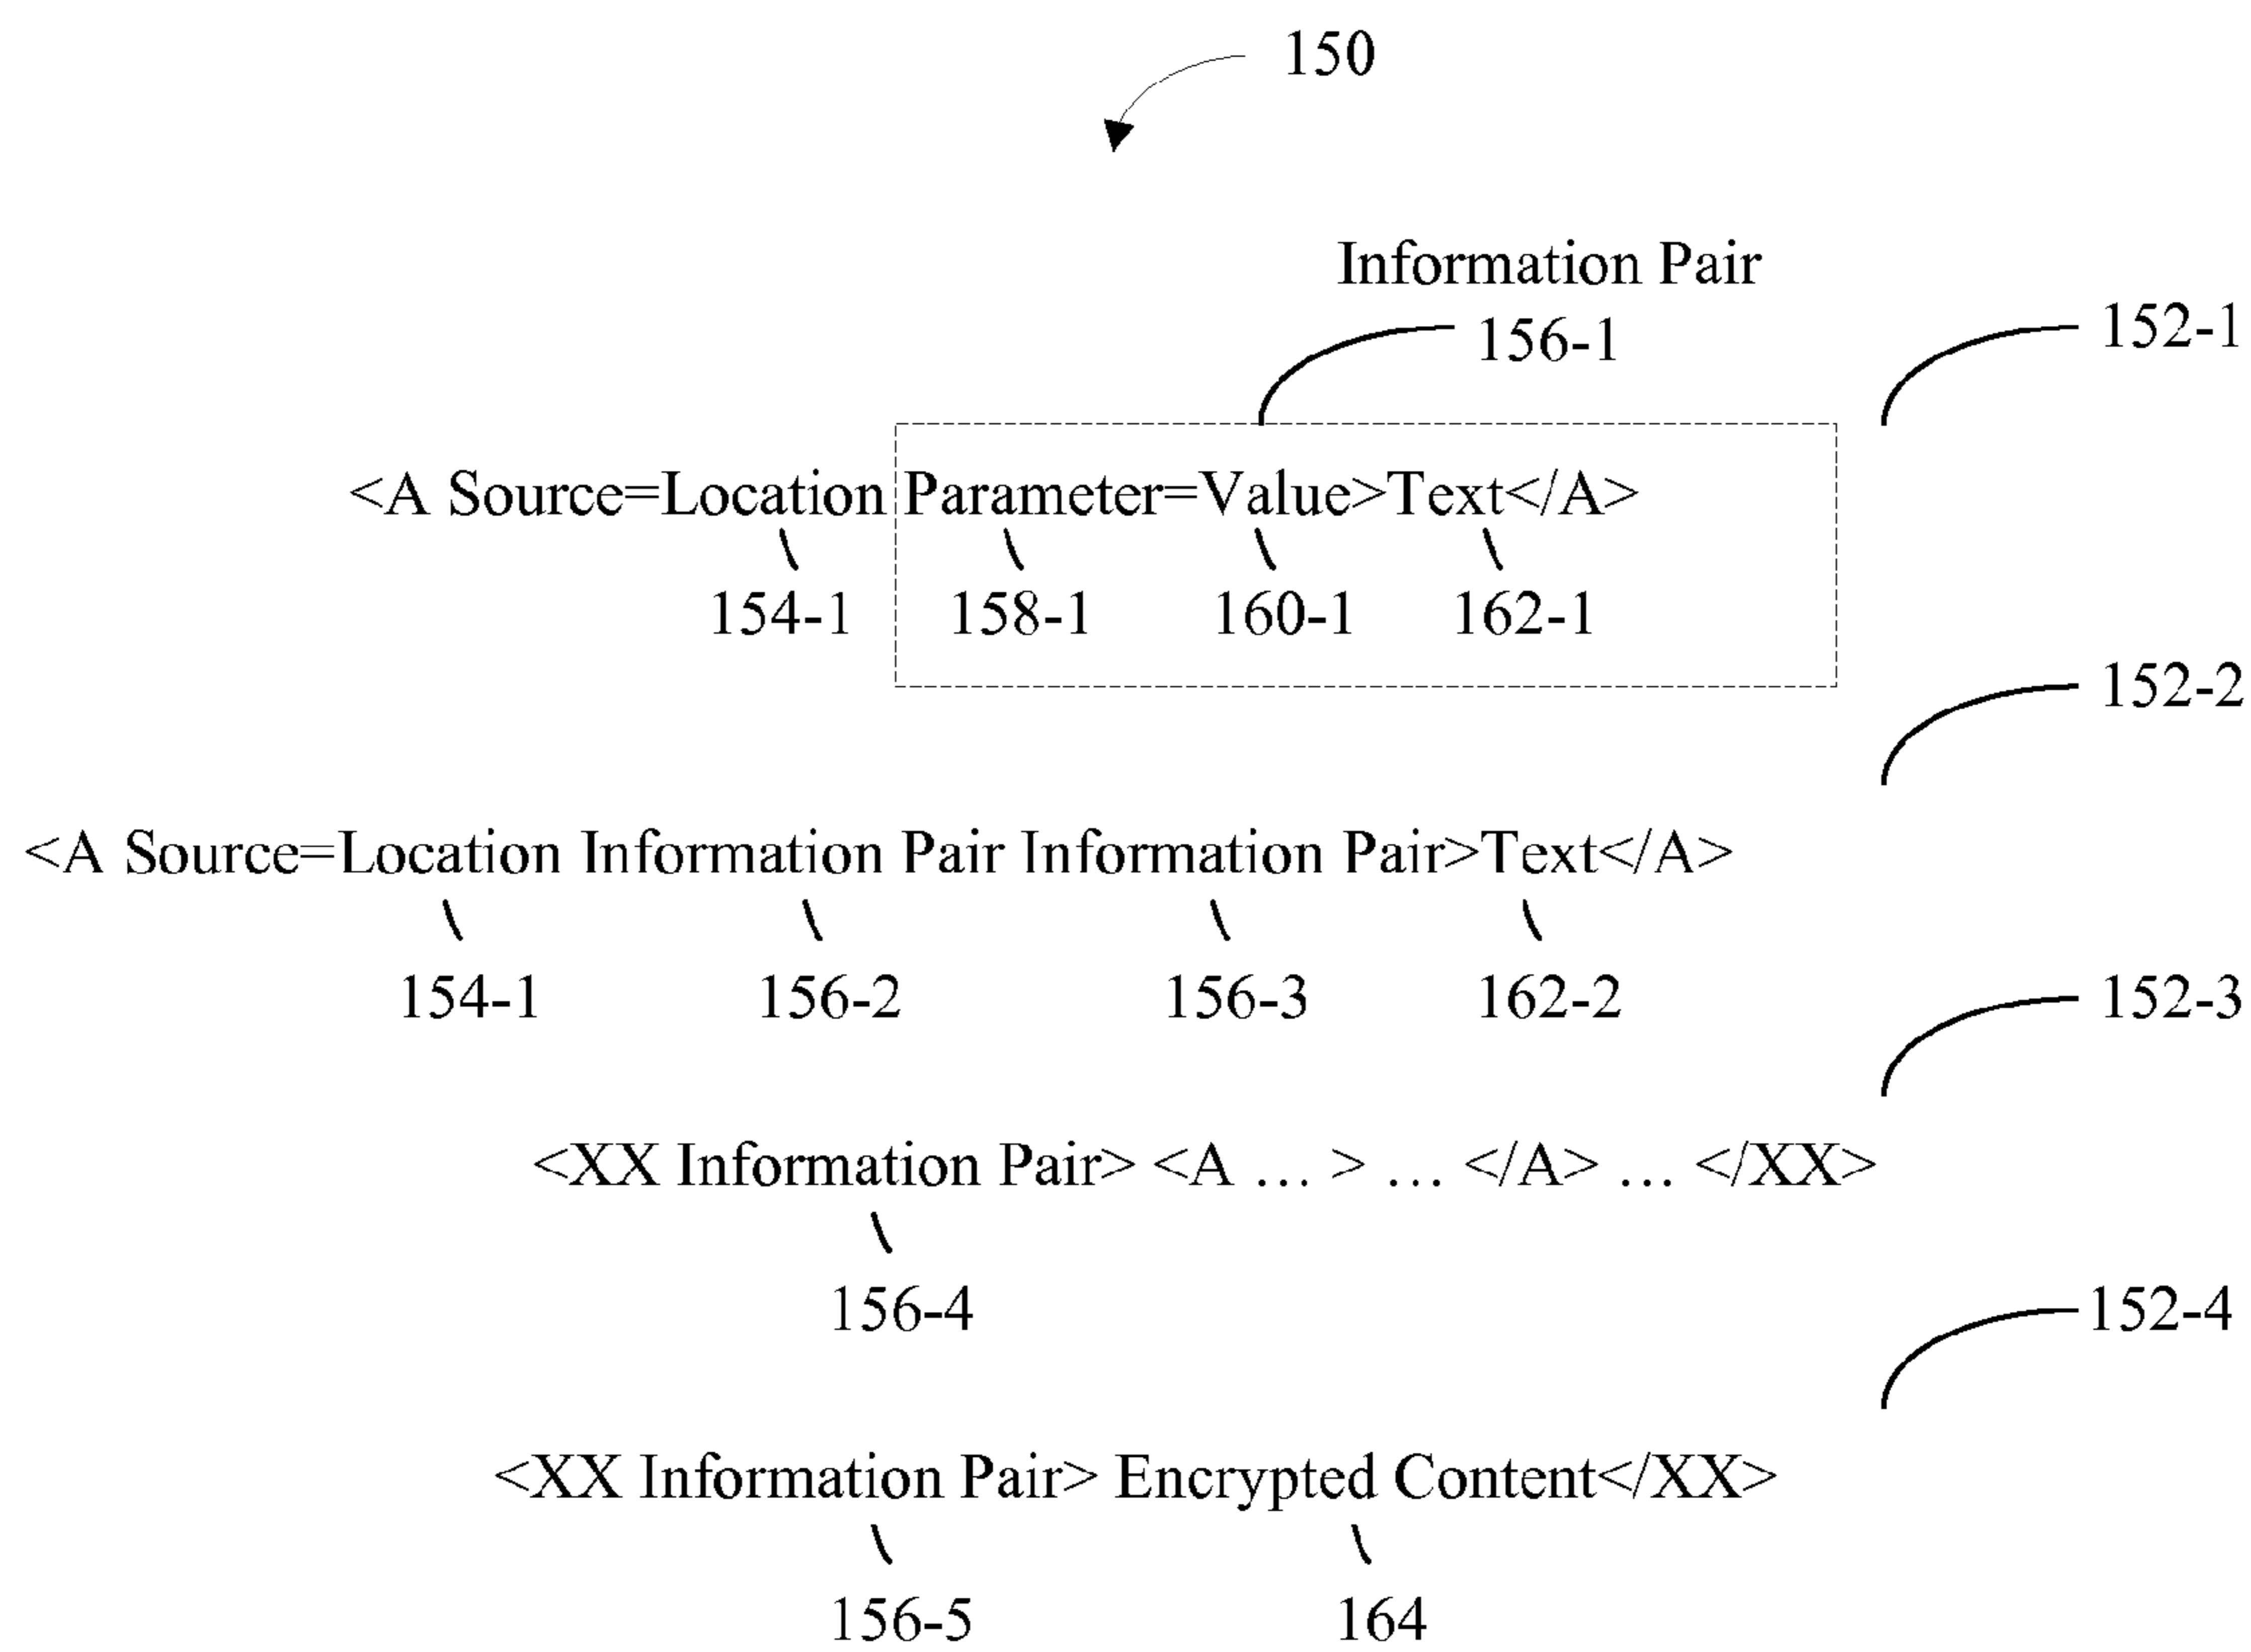 150
Information Pair
156-1
152-1
<A Source=Location Parameter=Value>Text</A>
154-1 158-1 160-1 162-1
152-2
<A Source=Location Information Pair Information Pair>Text</A>
154-1 156-2 156-3 162-2
152-3
<XX Information Pair> <A ... > ... </A> ... </XX>
156-4
152-4
<XX Information Pair> Encrypted Content</XX>
156-5 164